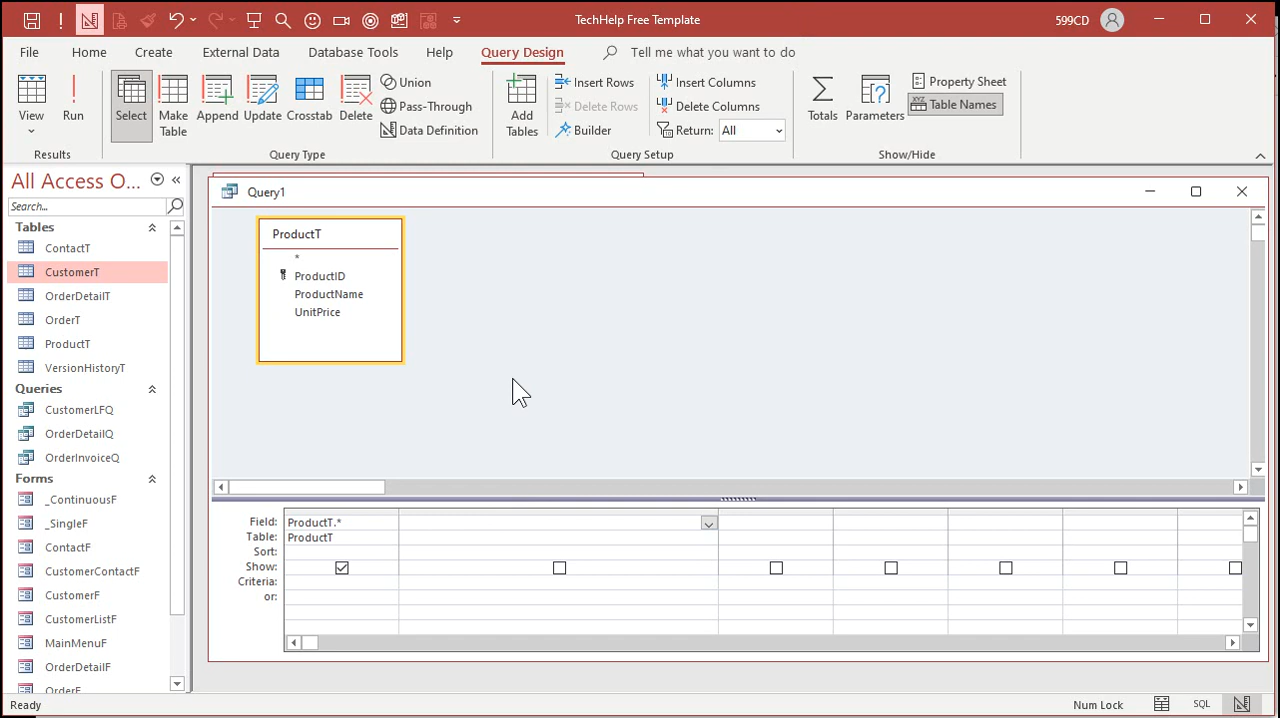 TechHelp Free Template
599CD
File Home Create External Data Database Tools Help Query Design Tell me what you want to do
View
Run
Results
Select
Make Table
Append
Update
Crosstab
Delete
Union
Pass-Through
Data Definition
Query Type
Add Tables
Insert Rows
Delete Rows
Builder
Insert Columns
Delete Columns
Return: All
Query Setup
Totals
Parameters
Property Sheet
XYZ Table Names
Show/Hide
All Access O...
Search...
Tables
ContactT
CustomerT
OrderDetailT
OrderT
ProductT
VersionHistoryT
Queries
CustomerLFQ
OrderDetailQ
OrderInvoiceQ
Forms
_ContinuousF
_SingleF
ContactF
CustomerContactF
CustomerF
CustomerListF
MainMenuF
OrderDetailF
OrderF
Query1
ProductT
*
ProductID
ProductName
UnitPrice
Field: ProductT.*
Table: ProductT
Sort:
Show:
Criteria:
or:
Ready
Num Lock
SQL